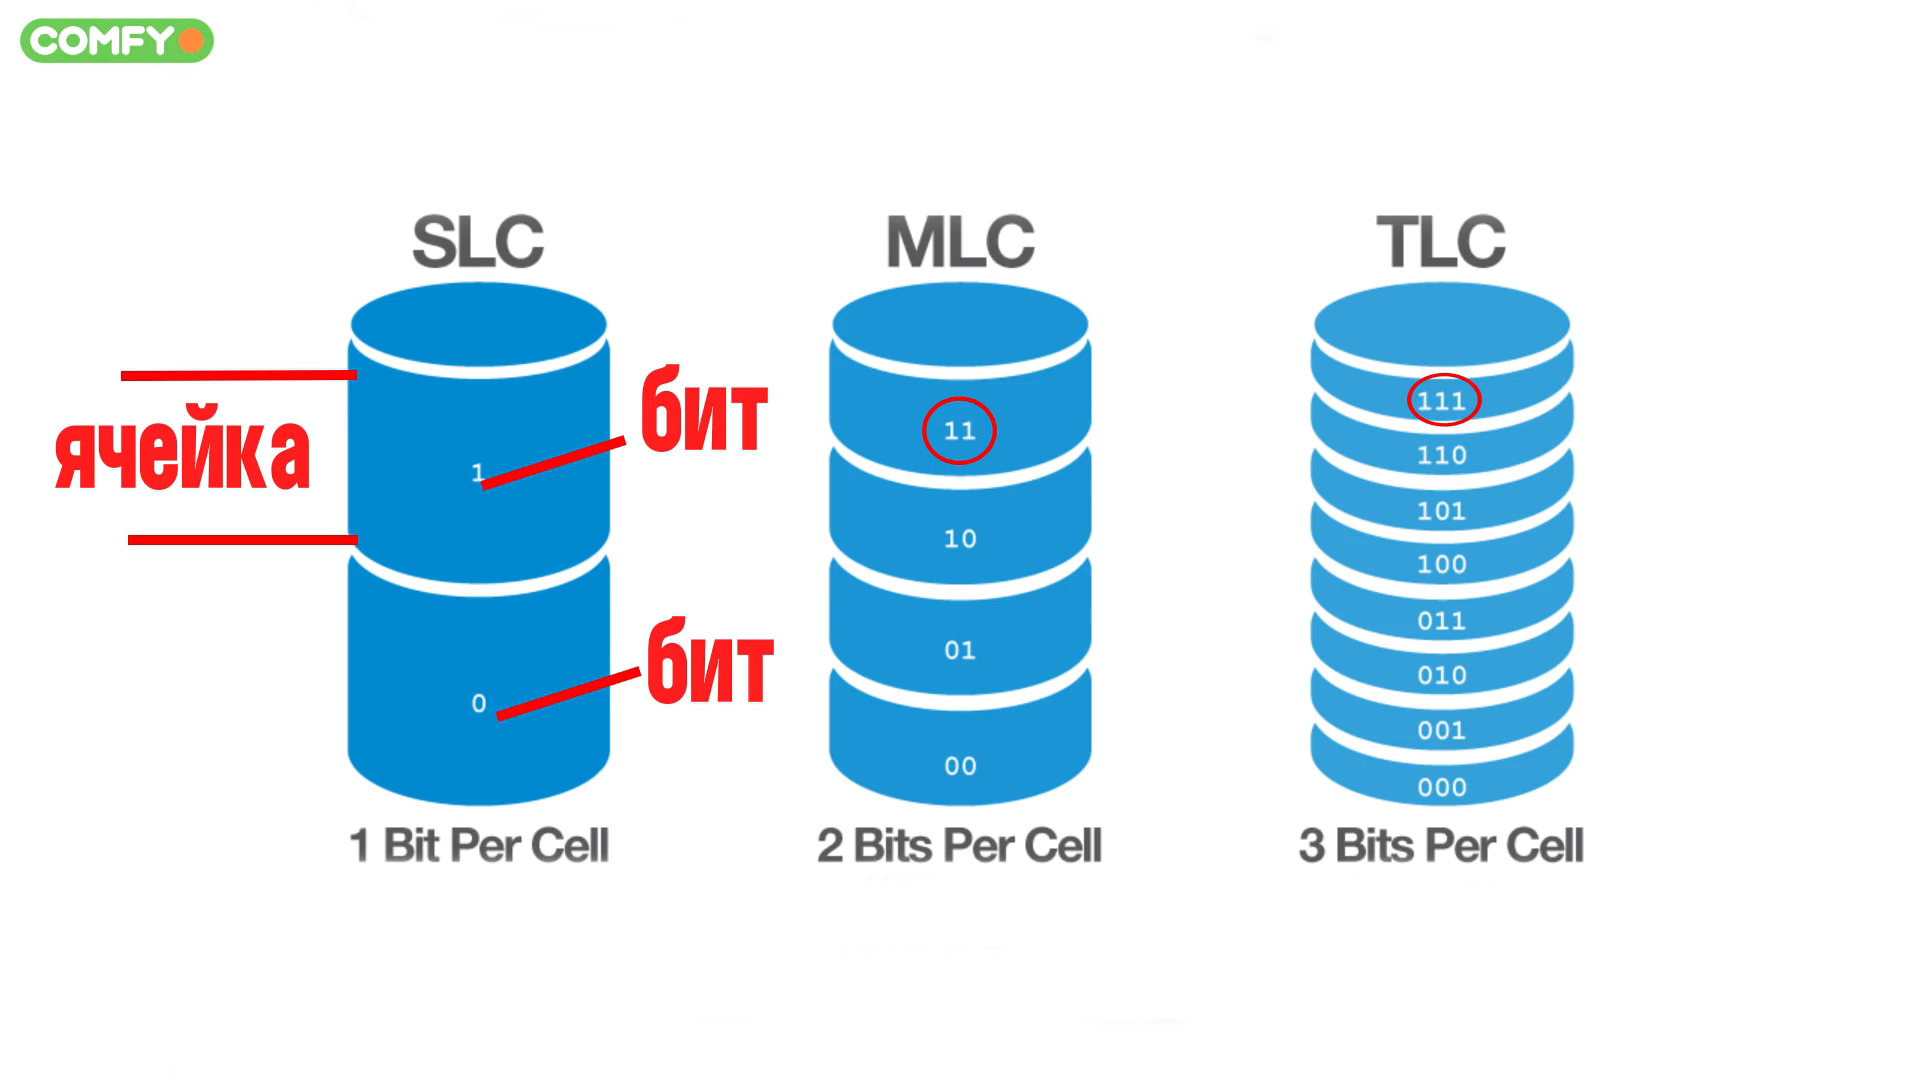 COMFY
SLC
MLC
TLC
ячейка
1
бит
0
бит
11
10
01
00
111
110
101
100
011
010
001
000
1 Bit Per Cell
2 Bits Per Cell
3 Bits Per Cell